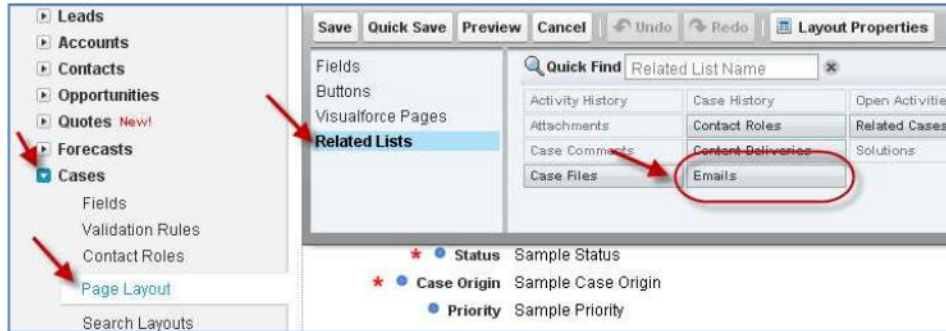 Leads
Accounts
Contacts
Opportunities
Quotes New!
Forecasts
Cases
Fields
Validation Rules
Contact Roles
Page Layout
Search Layouts
Save Quick Save Preview Cancel Undo Redo Layout Properties
Fields
Buttons
Visualforce Pages
Related Lists
Quick Find Related List Name
Activity History Case History Open Activitie
Attachments Contact Roles Related Cases
Case Comments Content Deliveries Solutions
Case Files Emails
* Status Sample Status
* Case Origin Sample Case Origin
Priority Sample Priority